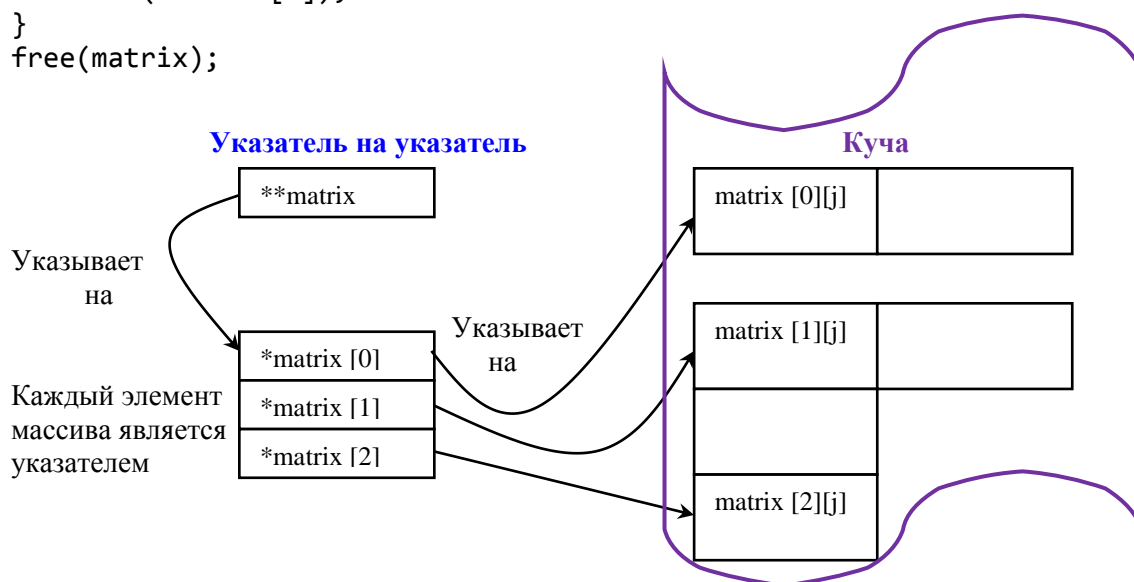 }
free(matrix);
Указатель на указатель
Куча
**matrix
matrix [0][j]
Указывает
на
Указывает
на
matrix [1][j]
*matrix [0]
*matrix [1]
*matrix [2]
Каждый элемент
массива является
указателем
matrix [2][j]